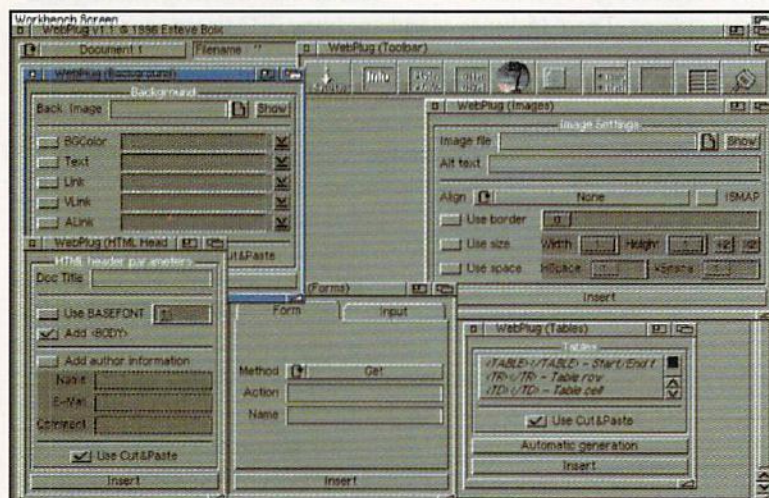 Workbench Screen
WebPlug v1.1 © 1996 Esteve Boix
Document 1
Filename ""
WebPlug (Toolbar)
Info
WebPlug (Background)
Background
Back. Image
Show
BGColor
Text
Link
VLink
ALink
Cut&Paste
WebPlug (Images)
Image Settings
Image file
Show
Alt text
Align
None
ISMAP
Use border
0
Use size
Width
Height
Use space
HSpace
VSpace
Insert
WebPlug (HTML Head
HTML header parameters
Doc Title
Use BASEFONT
Add <BODY>
Add author information
Name
E-Mail
Comment
Use Cut&Paste
Insert
(Forms)
Form
Input
Method
Get
Action
Name
Insert
WebPlug (Tables)
Tables
<TABLE></TABLE> - Start/End t
<TR></TR> - Table row
<TD></TD> - Table cell
Use Cut&Paste
Automatic generation
Insert